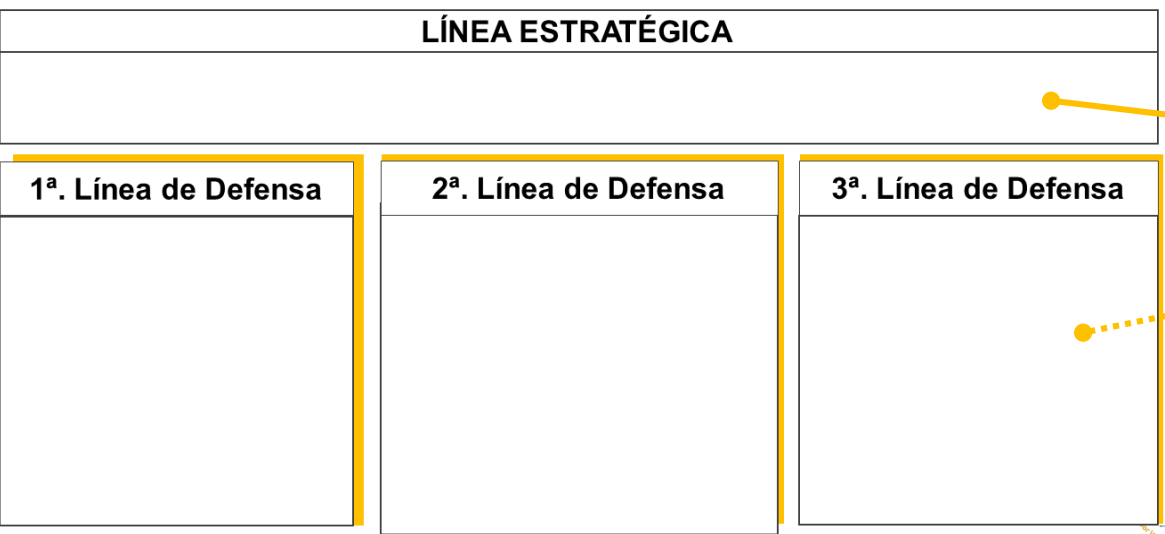 LÍNEA ESTRATÉGICA
1ª. Línea de Defensa
2ª. Línea de Defensa
3ª. Línea de Defensa